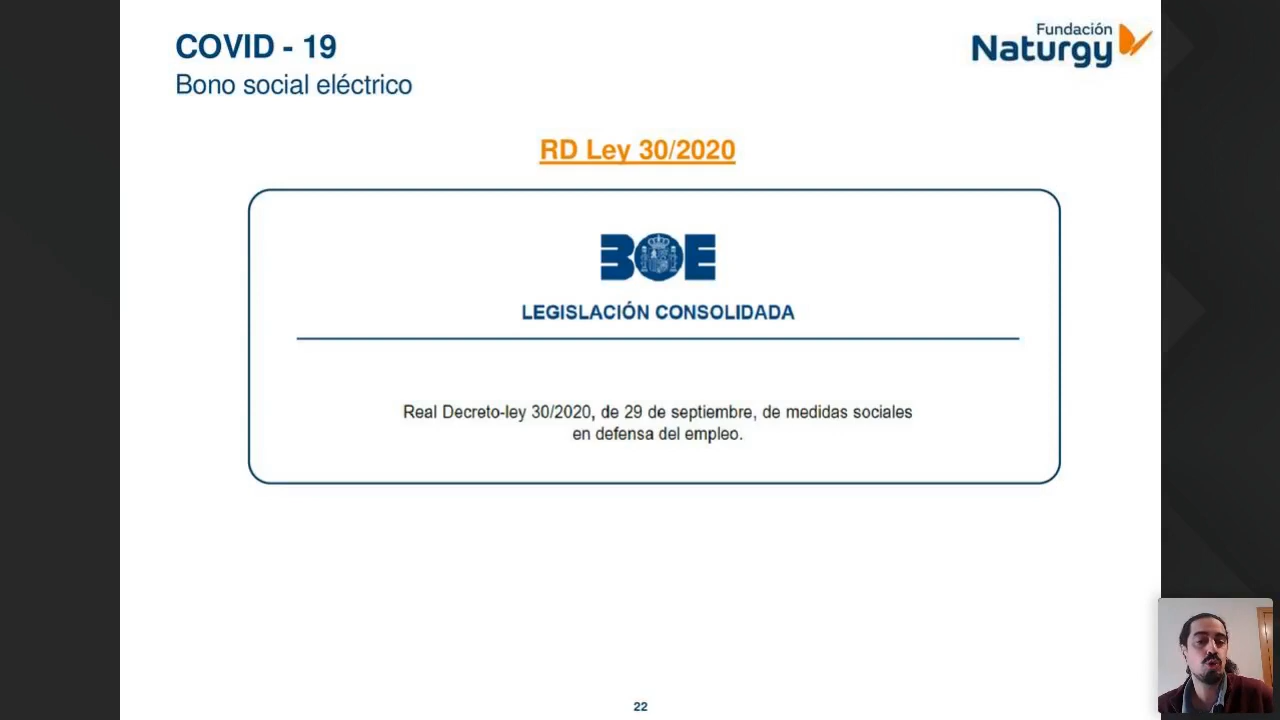 COVID - 19
Bono social eléctrico
Fundación
Naturgy
RD Ley 30/2020
BOE
LEGISLACIÓN CONSOLIDADA
Real Decreto-ley 30/2020, de 29 de septiembre, de medidas sociales
en defensa del empleo.
22